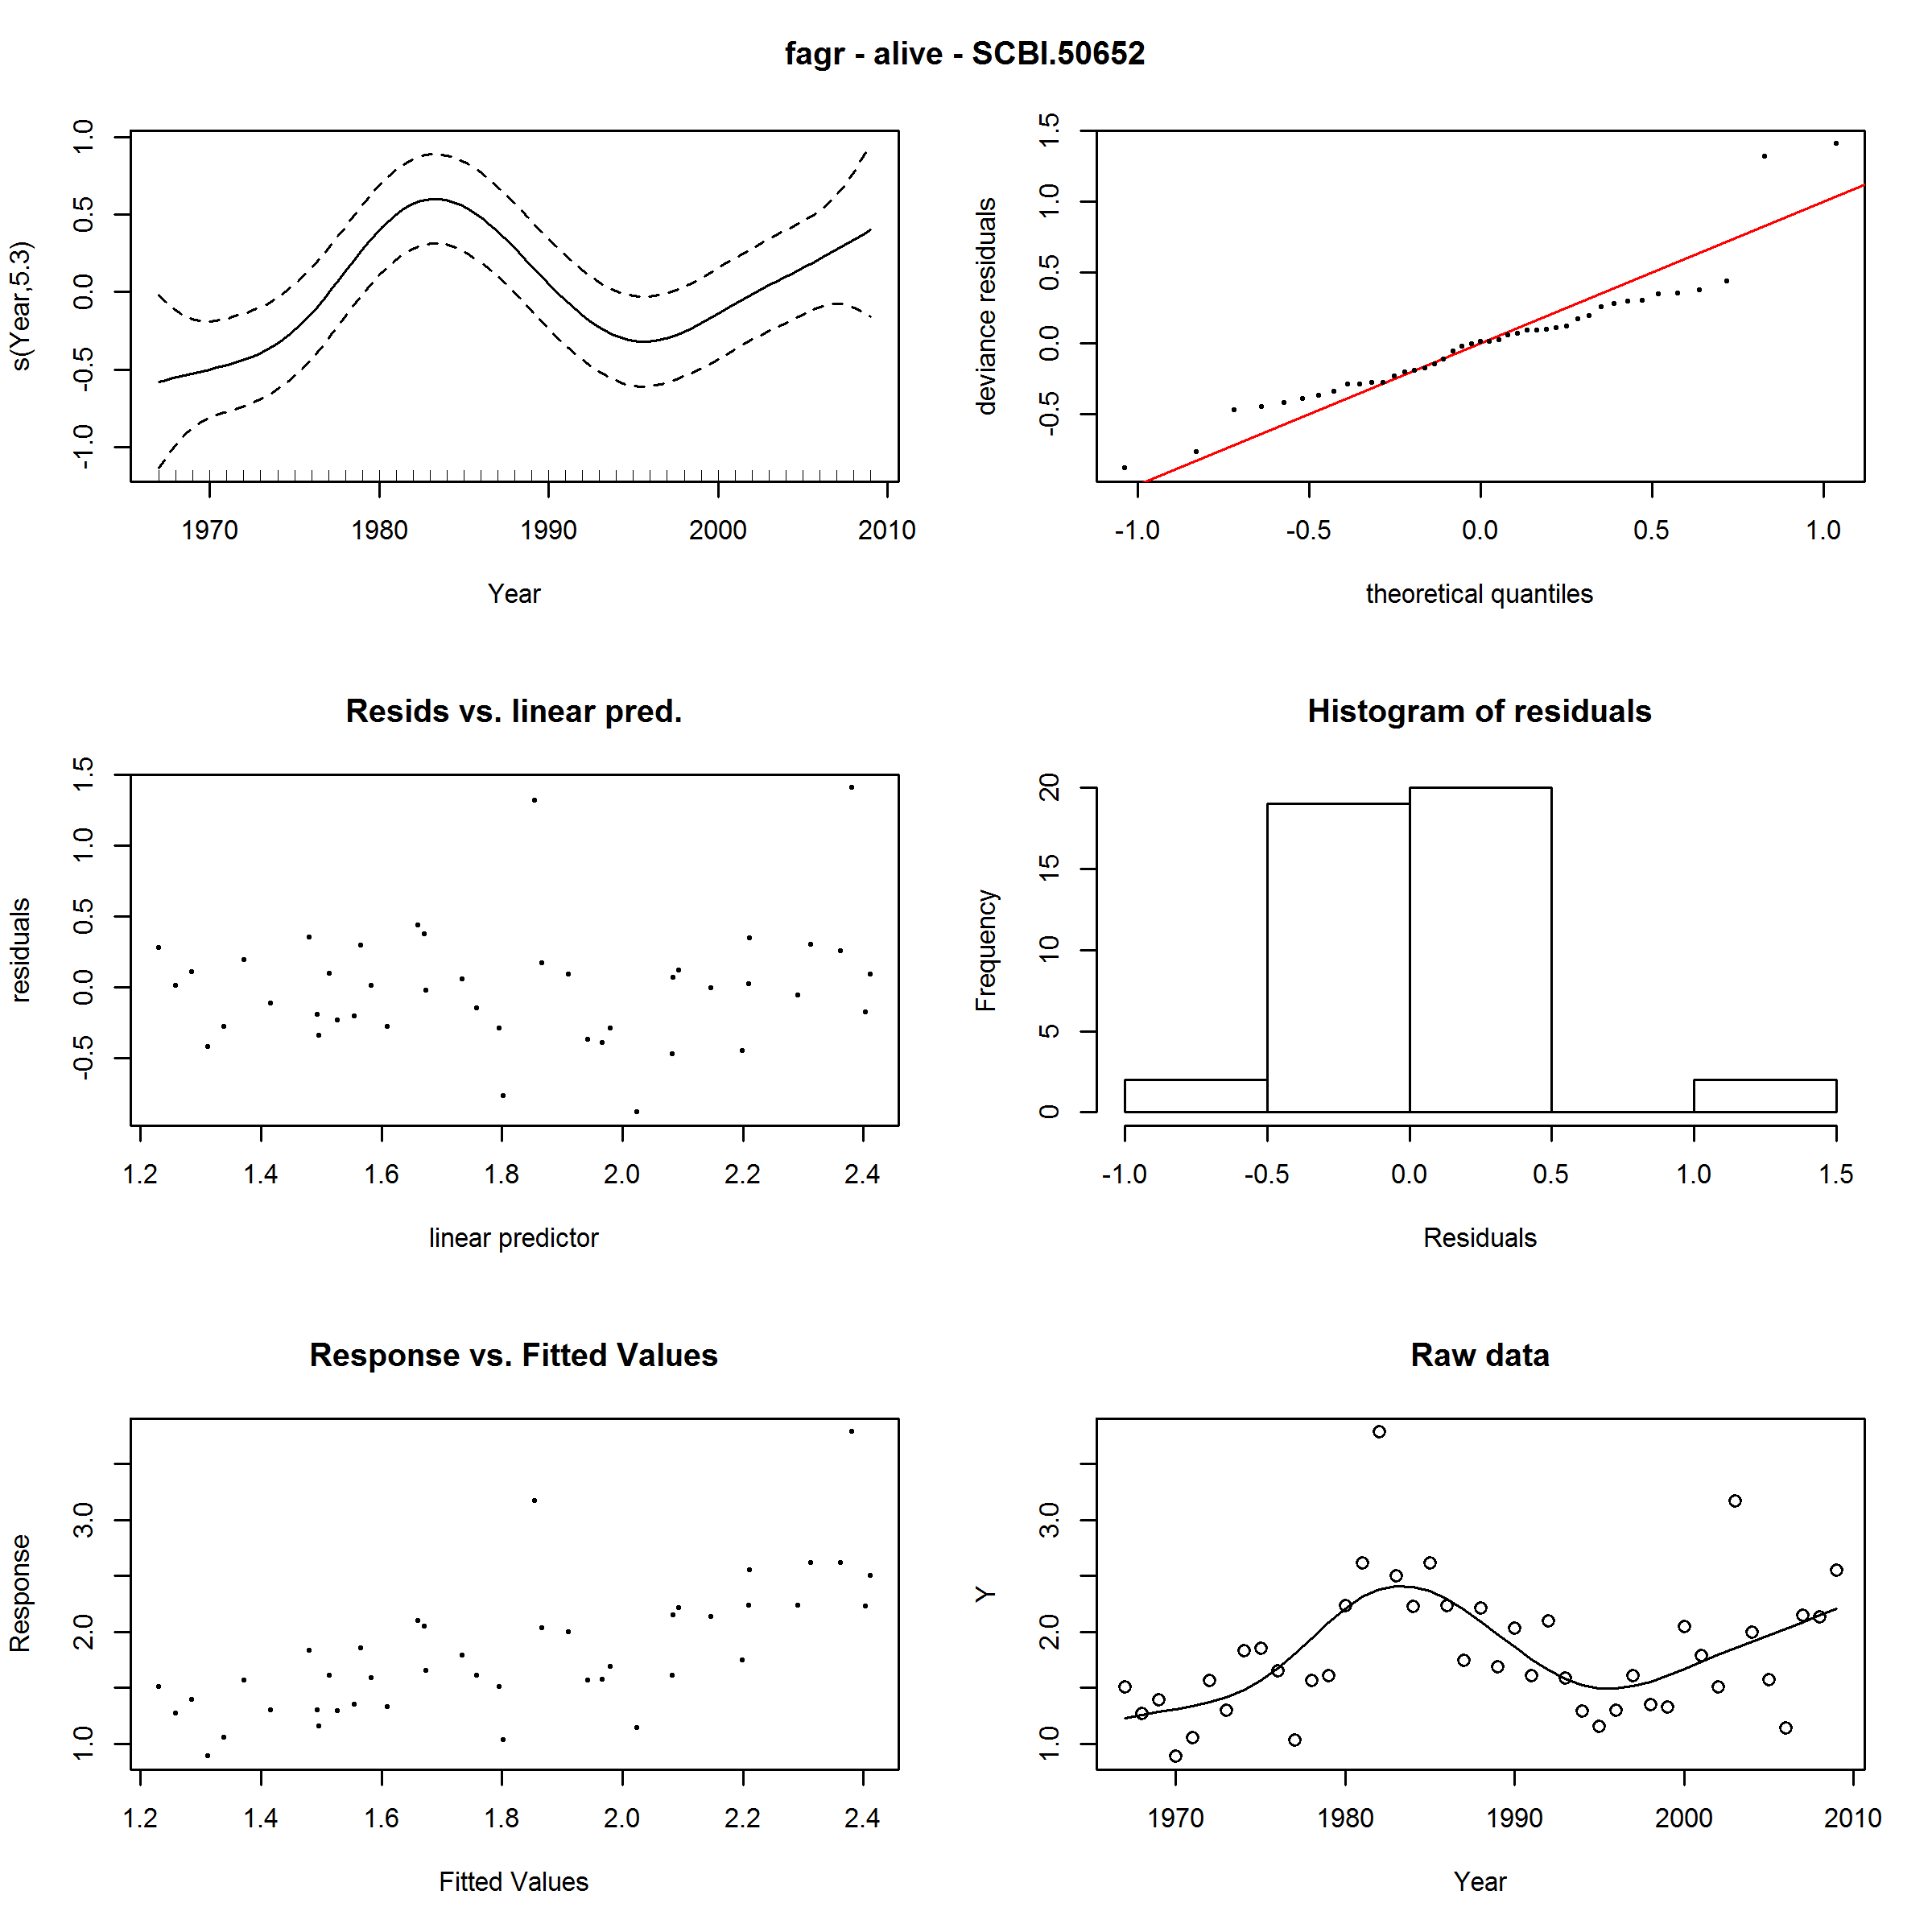 fagr - alive - SCBI.50652
s(Year,5.3)
-1.0 -0.5 0.0 0.5 1.0
1970 1980 1990 2000 2010
Year
deviance residuals
-0.5 0.0 0.5 1.0 1.5
-1.0 -0.5 0.0 0.5 1.0
theoretical quantiles
Resids vs. linear pred.
residuals
-0.5 0.0 0.5 1.0 1.5
1.2 1.4 1.6 1.8 2.0 2.2 2.4
linear predictor
Histogram of residuals
Frequency
0 5 10 15 20
-1.0 -0.5 0.0 0.5 1.0 1.5
Residuals
Response vs. Fitted Values
Response
1.0 2.0 3.0
1.2 1.4 1.6 1.8 2.0 2.2 2.4
Fitted Values
Raw data
Y
1.0 2.0 3.0
1970 1980 1990 2000 2010
Year